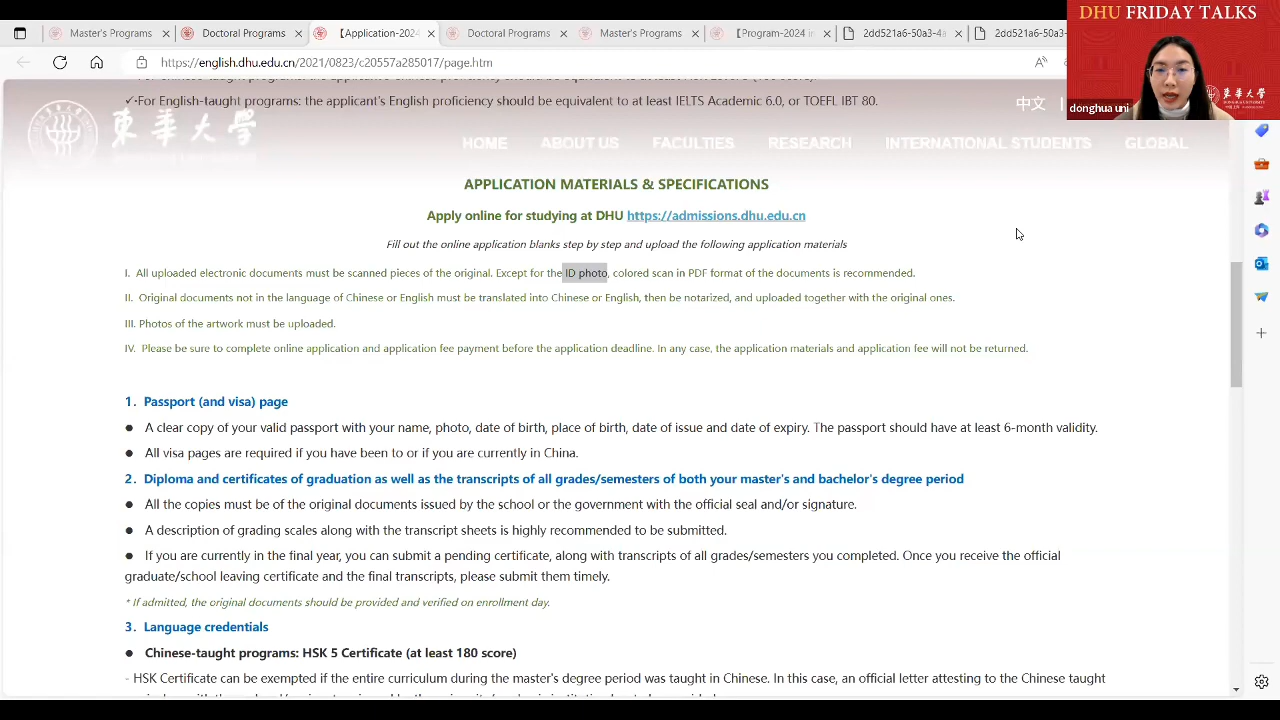 DHU FRIDAY TALKS
Master's Programs
Doctoral Programs
【Application-2024
Doctoral Programs
Master's Programs
【Program-2024 in
2dd521a6-50a3-4a
2dd521a6-50a3
https://english.dhu.edu.cn/2021/0823/c20557a285017/page.htm
donghua uni
東華大學
✓·For English-taught programs: the applicant's English proficiency should be equivalent to at least IELTS Academic 6.0, or TOEFL IBT 80.
中文 |
東華大學
HOME ABOUT US FACULTIES RESEARCH INTERNATIONAL STUDENTS GLOBAL
APPLICATION MATERIALS & SPECIFICATIONS
Apply online for studying at DHU https://admissions.dhu.edu.cn
Fill out the online application blanks step by step and upload the following application materials
I. All uploaded electronic documents must be scanned pieces of the original. Except for the ID photo, colored scan in PDF format of the documents is recommended.
II. Original documents not in the language of Chinese or English must be translated into Chinese or English, then be notarized, and uploaded together with the original ones.
III. Photos of the artwork must be uploaded.
IV. Please be sure to complete online application and application fee payment before the application deadline. In any case, the application materials and application fee will not be returned.
1. Passport (and visa) page
● A clear copy of your valid passport with your name, photo, date of birth, place of birth, date of issue and date of expiry. The passport should have at least 6-month validity.
● All visa pages are required if you have been to or if you are currently in China.
2. Diploma and certificates of graduation as well as the transcripts of all grades/semesters of both your master's and bachelor's degree period
● All the copies must be of the original documents issued by the school or the government with the official seal and/or signature.
● A description of grading scales along with the transcript sheets is highly recommended to be submitted.
● If you are currently in the final year, you can submit a pending certificate, along with transcripts of all grades/semesters you completed. Once you receive the official
graduate/school leaving certificate and the final transcripts, please submit them timely.
* If admitted, the original documents should be provided and verified on enrollment day.
3. Language credentials
● Chinese-taught programs: HSK 5 Certificate (at least 180 score)
- HSK Certificate can be exempted if the entire curriculum during the master's degree period was taught in Chinese. In this case, an official letter attesting to the Chinese taught